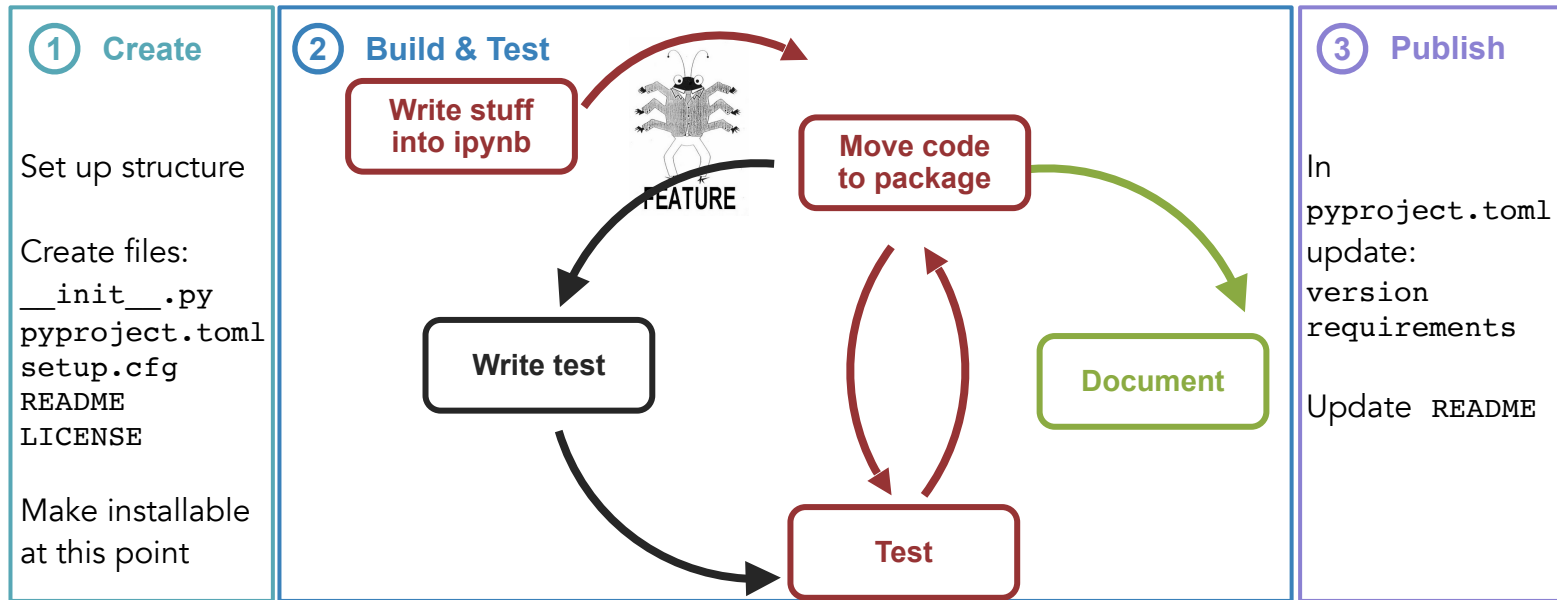 1 Create
Set up structure
Create files:
__init__.py
pyproject.toml
setup.cfg
README
LICENSE
Make installable
at this point
2 Build & Test
Write stuff
into ipynb
FEATURE
Move code
to package
Write test
Document
Test
3 Publish
In
pyproject.toml
update:
version
requirements
Update README